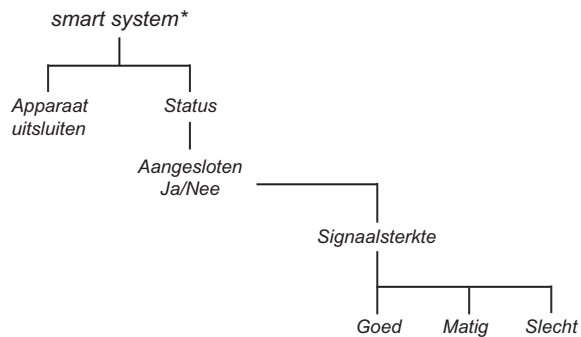 smart system*
Apparaat
uitsluiten
Status
Aangesloten
Ja/Nee
Signaalsterkte
Goed
Matig
Slecht